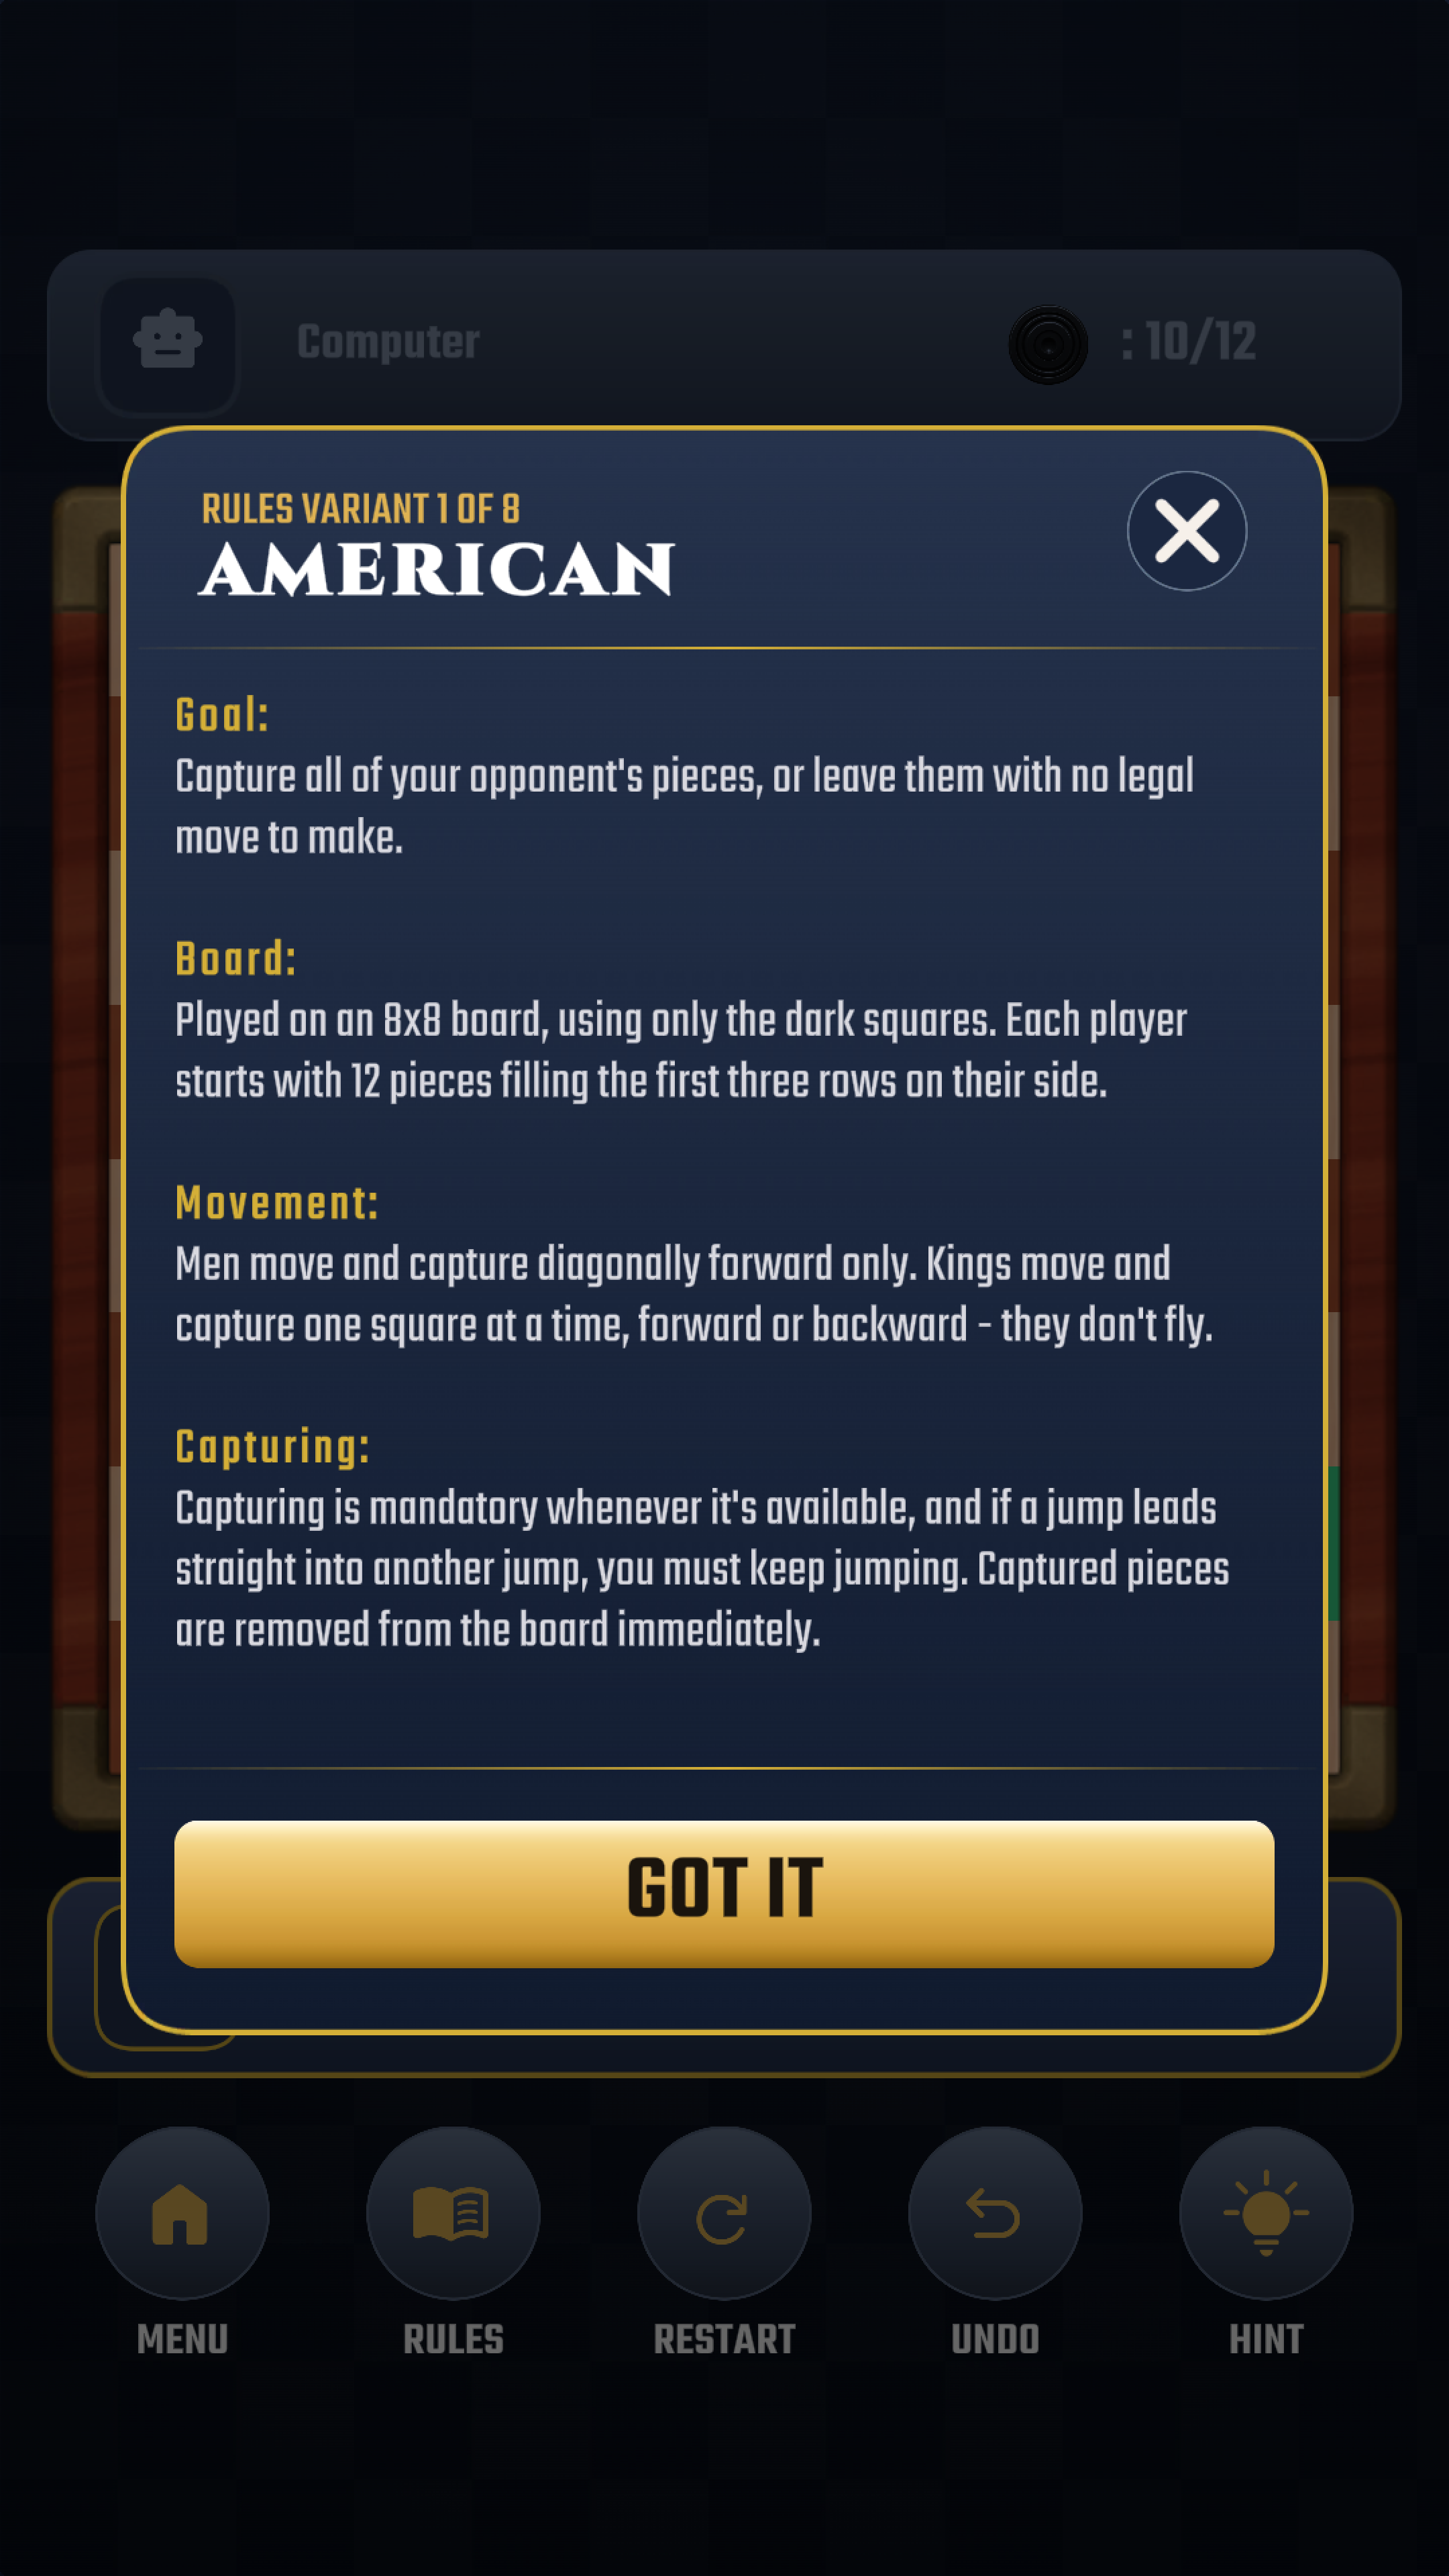 Computer
: 10/12
RULES VARIANT 1 OF 8
AMERICAN
Goal:
Capture all of your opponent's pieces, or leave them with no legal
move to make.
Board:
Played on an 8x8 board, using only the dark squares. Each player
starts with 12 pieces filling the first three rows on their side.
Movement:
Men move and capture diagonally forward only. Kings move and
capture one square at a time, forward or backward - they don't fly.
Capturing:
Capturing is mandatory whenever it's available, and if a jump leads
straight into another jump, you must keep jumping. Captured pieces
are removed from the board immediately.
GOT IT
MENU RULES RESTART UNDO HINT